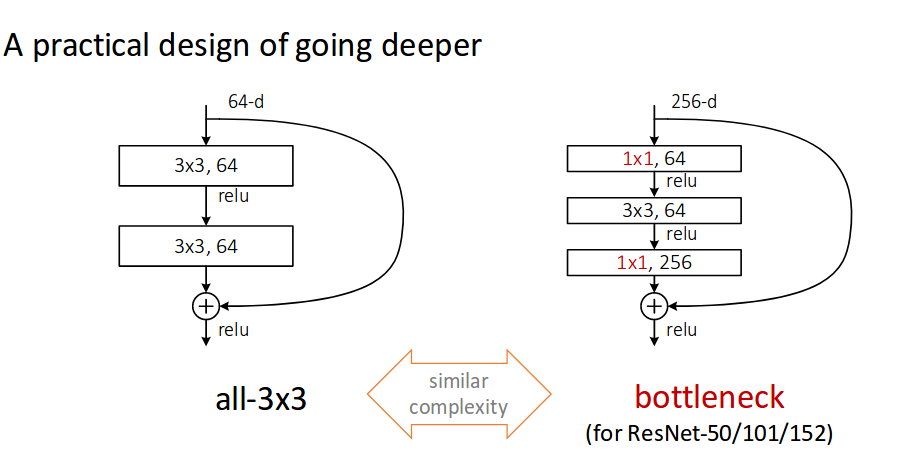 A practical design of going deeper
64-d
3x3, 64
relu
3x3, 64
+
relu
all-3x3
similar
complexity
256-d
1x1, 64
relu
3x3, 64
relu
1x1, 256
+
relu
bottleneck
(for ResNet-50/101/152)